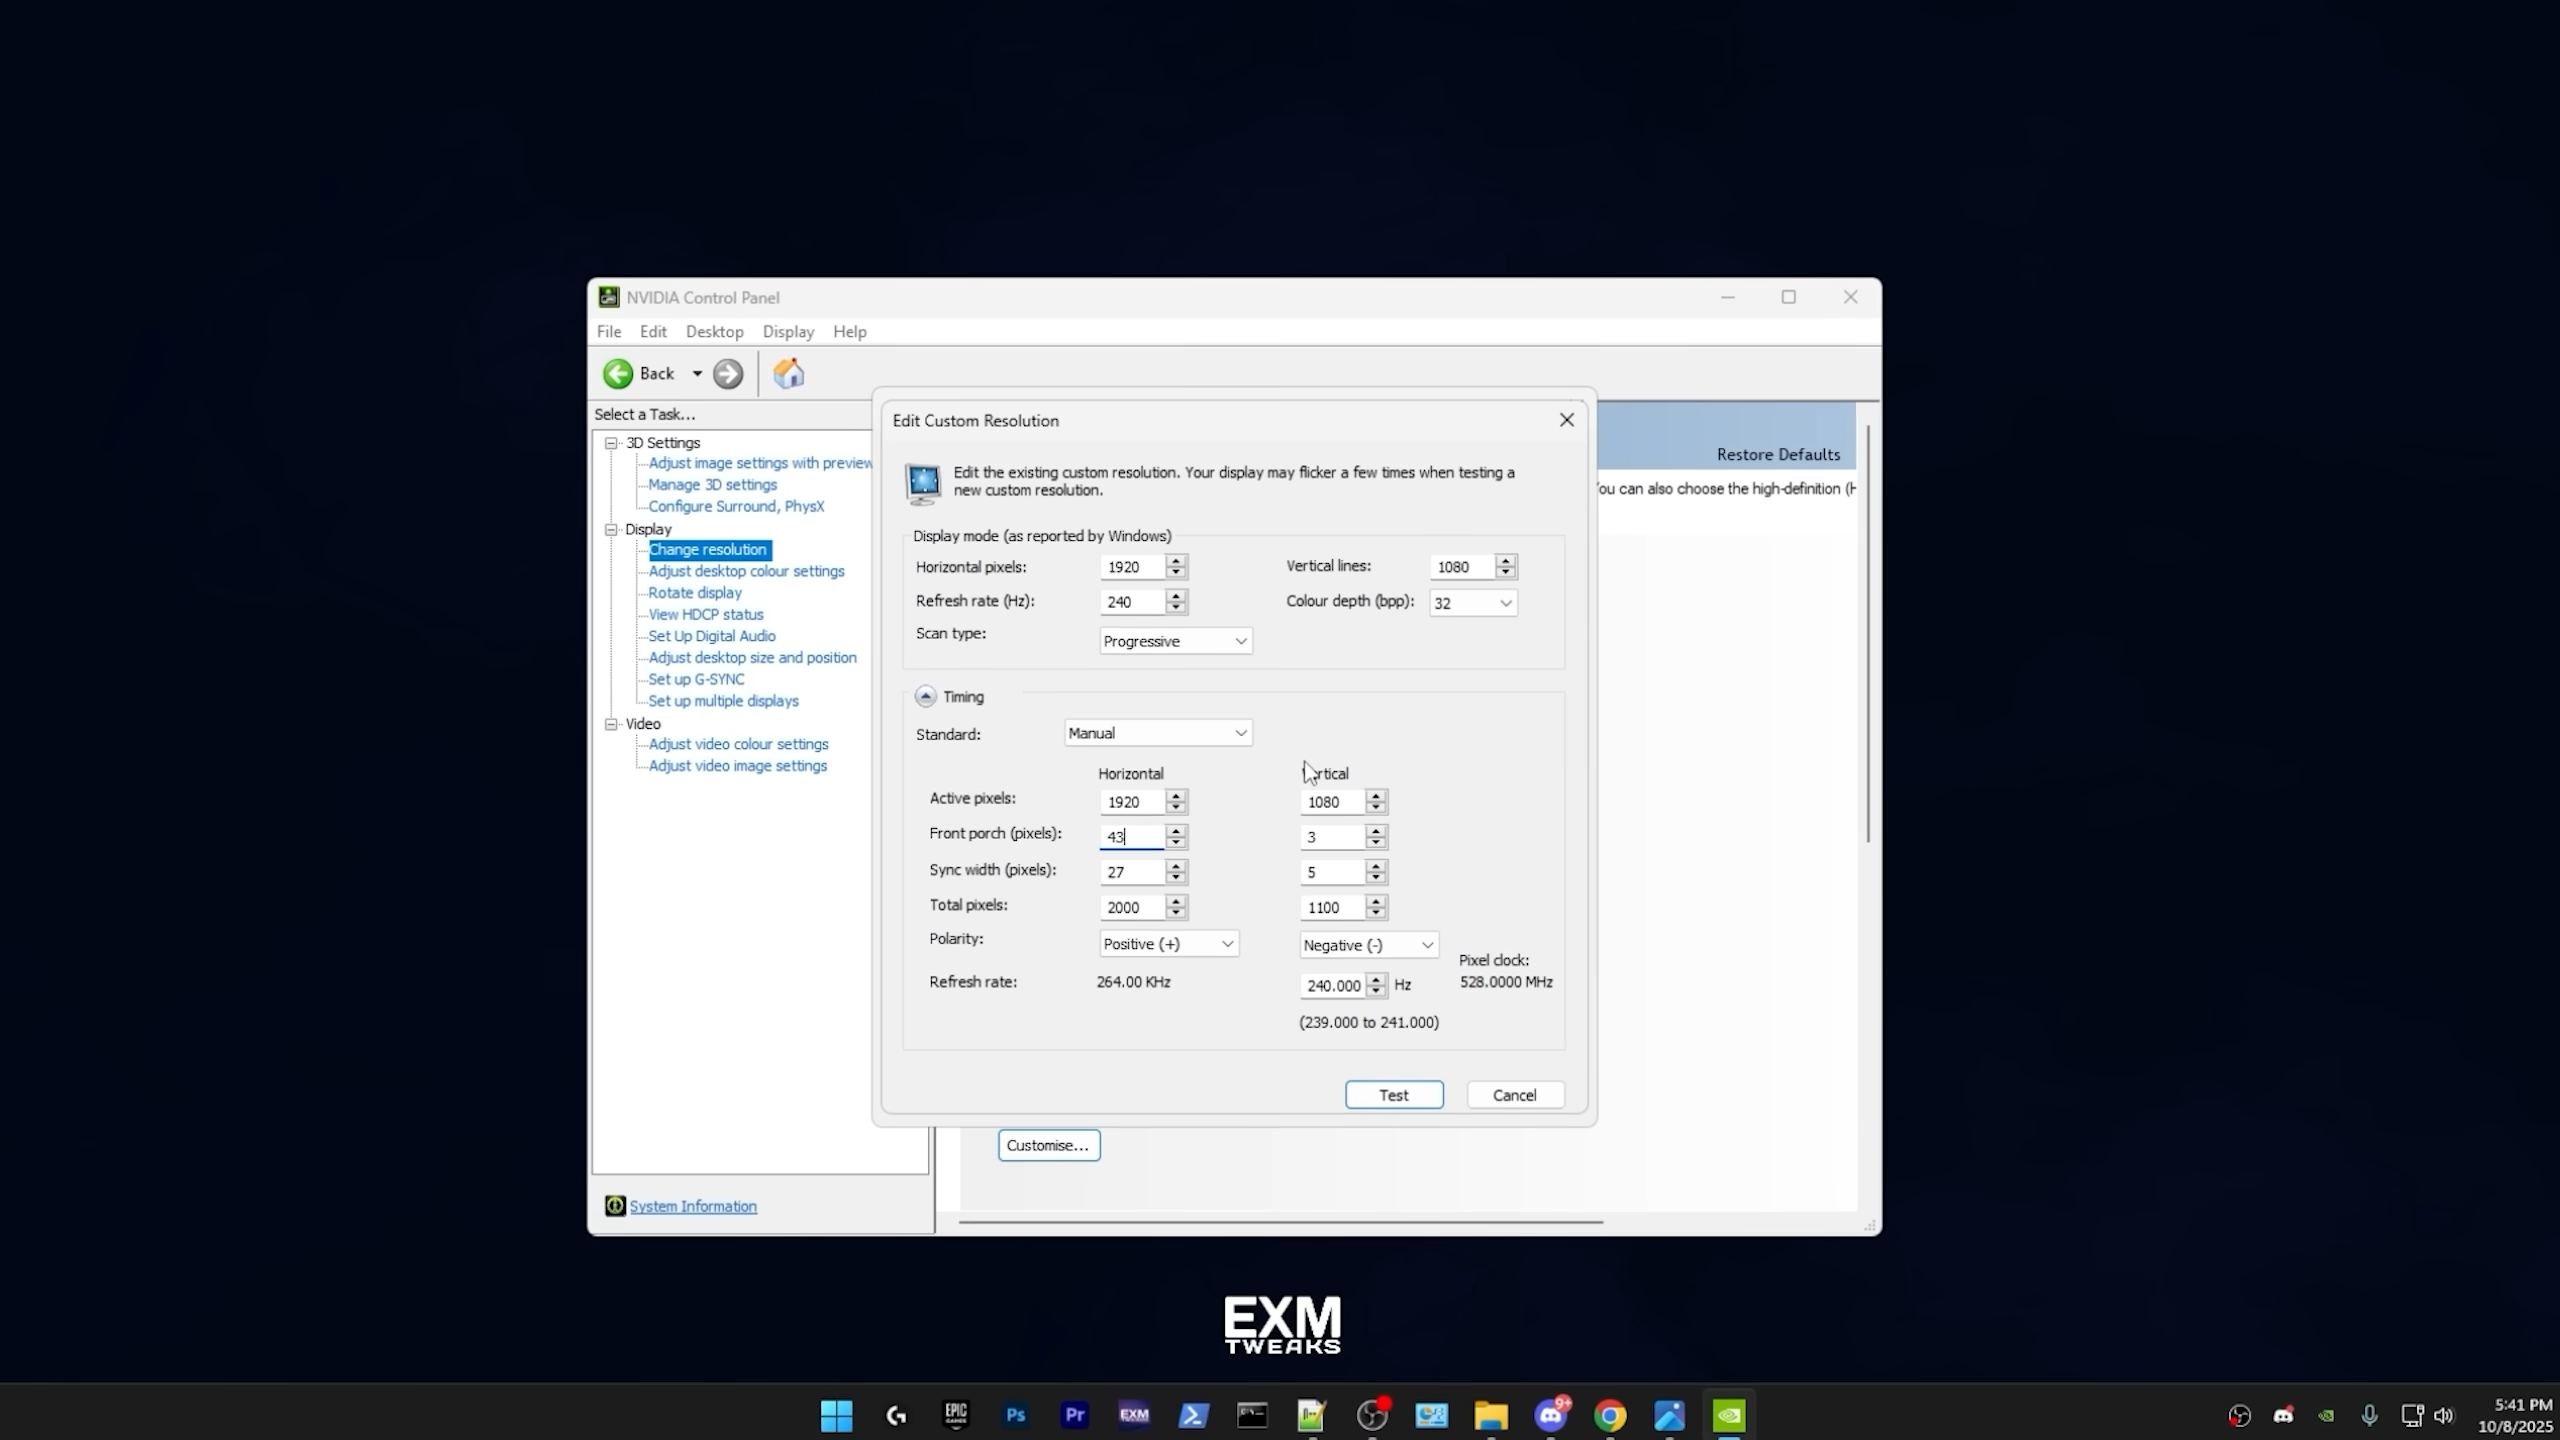 NVIDIA Control Panel
File Edit Desktop Display Help
Back
Select a Task...
3D Settings
Adjust image settings with preview
Manage 3D settings
Configure Surround, PhysX
Display
Change resolution
Adjust desktop colour settings
Rotate display
View HDCP status
Set Up Digital Audio
Adjust desktop size and position
Set up G-SYNC
Set up multiple displays
Video
Adjust video colour settings
Adjust video image settings
System Information
Restore Defaults
ou can also choose the high-definition (H
Edit Custom Resolution
Edit the existing custom resolution. Your display may flicker a few times when testing a
new custom resolution.
Display mode (as reported by Windows)
Horizontal pixels: 1920 Vertical lines: 1080
Refresh rate (Hz): 240 Colour depth (bpp): 32
Scan type: Progressive
Timing
Standard: Manual
Horizontal rtical
Active pixels: 1920 1080
Front porch (pixels): 43 3
Sync width (pixels): 27 5
Total pixels: 2000 1100
Polarity: Positive (+) Negative (-)
Pixel clock:
Refresh rate: 264.00 KHz 240.000 Hz 528.0000 MHz
(239.000 to 241.000)
Test Cancel
Customise...
EXM
TWEAKS
EPIC
GAMES
Ps
Pr
EXM
9+
5:41 PM
10/8/2025